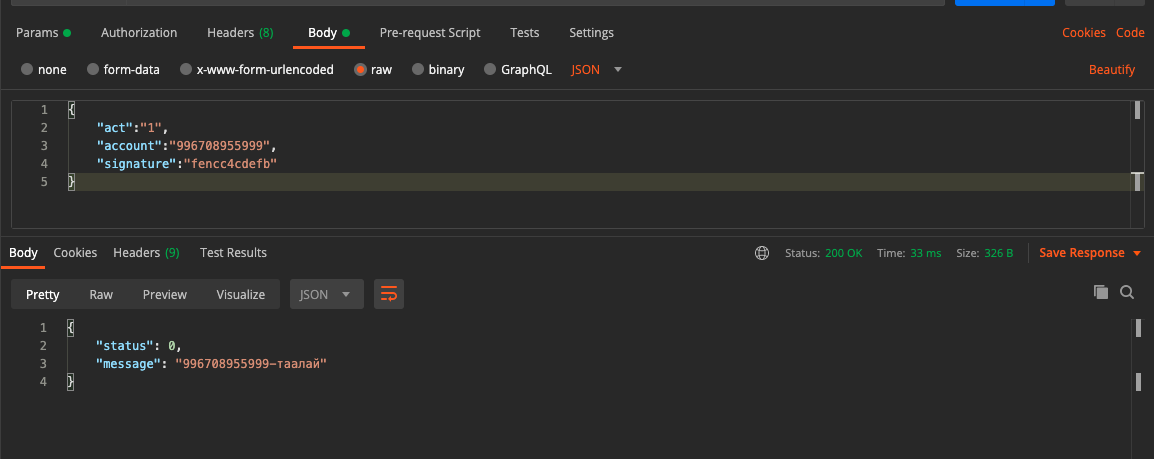 Params Authorization Headers (8) Body Pre-request Script Tests Settings Cookies Code
none form-data x-www-form-urlencoded raw binary GraphQL JSON Beautify
1 {
2 "act":"1",
3 "account":"996708955999",
4 "signature":"fencc4cdefb"
5 }
Body Cookies Headers (9) Test Results Status: 200 OK Time: 33 ms Size: 326 B Save Response
Pretty Raw Preview Visualize JSON
1 {
2 "status": 0,
3 "message": "996708955999-таалай"
4 }